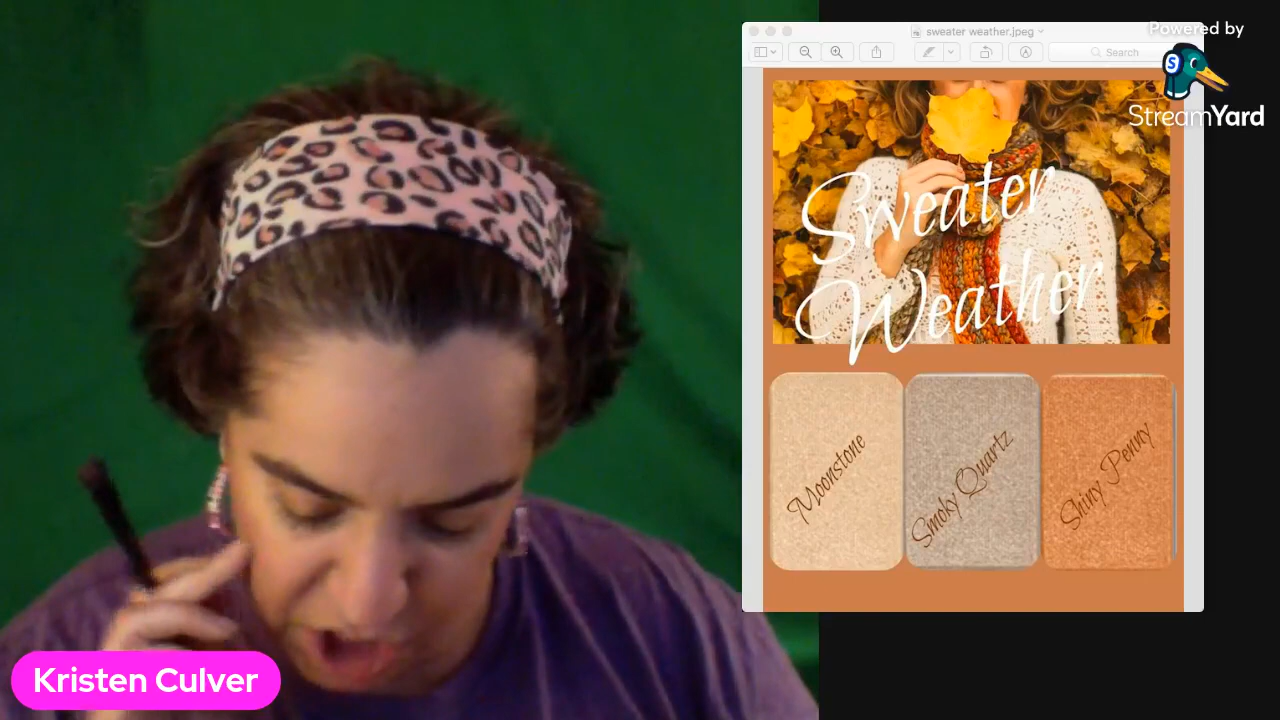 sweater weather.jpeg
Search
Powered by
S
StreamYard
Sweater
Weather
Moonstone
Smoky Quartz
Shiny Penny
Kristen Culver